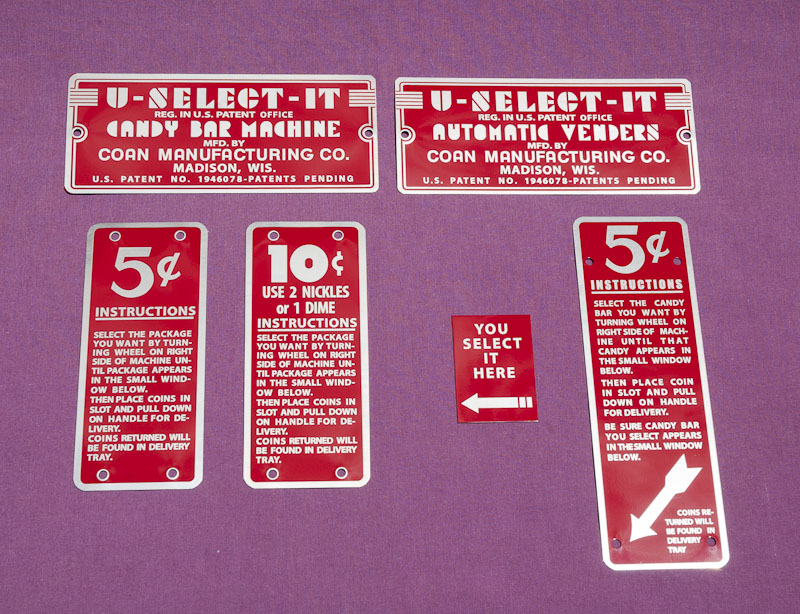 U-SELECT-IT
REG. IN U.S. PATENT OFFICE
CANDY BAR MACHINE
MFD. BY
COAN MANUFACTURING CO.
MADISON, WIS.
U.S. PATENT NO. 1946078-PATENTS PENDING
U-SELECT-IT
REG. IN U.S. PATENT OFFICE
AUTOMATIC VENDERS
MFD. BY
COAN MANUFACTURING CO.
MADISON, WIS.
U.S. PATENT NO. 1946078-PATENTS PENDING
5¢
INSTRUCTIONS
SELECT THE PACKAGE
YOU WANT BY TURN-
ING WHEEL ON RIGHT
SIDE OF MACHINE UN-
TIL PACKAGE APPEARS
IN THE SMALL WIND-
OW BELOW.
THEN PLACE COINS IN
SLOT AND PULL DOWN
ON HANDLE FOR DE-
LIVERY.
COINS RETURNED WILL
BE FOUND IN DELIVERY
TRAY.
10¢
USE 2 NICKLES
or 1 DIME
INSTRUCTIONS
SELECT THE PACKAGE
YOU WANT BY TURN-
ING WHEEL ON RIGHT
SIDE OF MACHINE UN-
TIL PACKAGE APPEARS
IN THE SMALL WIND-
OW BELOW.
THEN PLACE COINS IN
SLOT AND PULL DOWN
ON HANDLE FOR DE-
LIVERY.
COINS RETURNED WILL
BE FOUND IN DELIVERY
TRAY.
YOU
SELECT
IT
HERE
5¢
INSTRUCTIONS
SELECT THE CANDY
BAR YOU WANT BY
TURNING WHEEL ON
RIGHT SIDE OF MACH-
INE UNTIL THAT
CANDY APPEARS IN
THE SMALL WINDOW
BELOW.
THEN PLACE COIN
IN SLOT AND PULL
DOWN ON HANDLE
FOR DELIVERY.
BE SURE CANDY BAR
YOU SELECT APPEARS
IN THE SMALL WINDOW
BELOW.
COINS RE-
TURNED WILL
BE FOUND IN
DELIVERY
TRAY